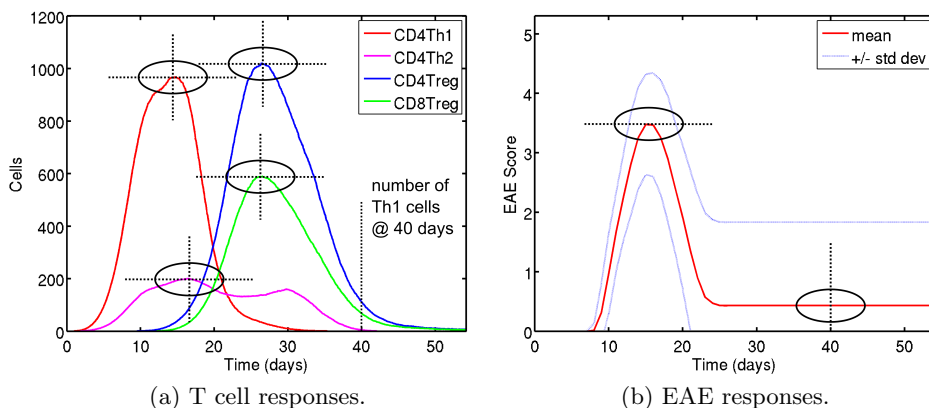 1200
1000
800
600
400
200
0
Cells
0
10
20
30
40
50
Time (days)
CD4Th1
CD4Th2
CD4Treg
CD8Treg
number of
Th1 cells
@ 40 days
(a) T cell responses.
5
4
3
2
1
0
EAE Score
0
10
20
30
40
50
Time (days)
mean
+/- std dev
(b) EAE responses.